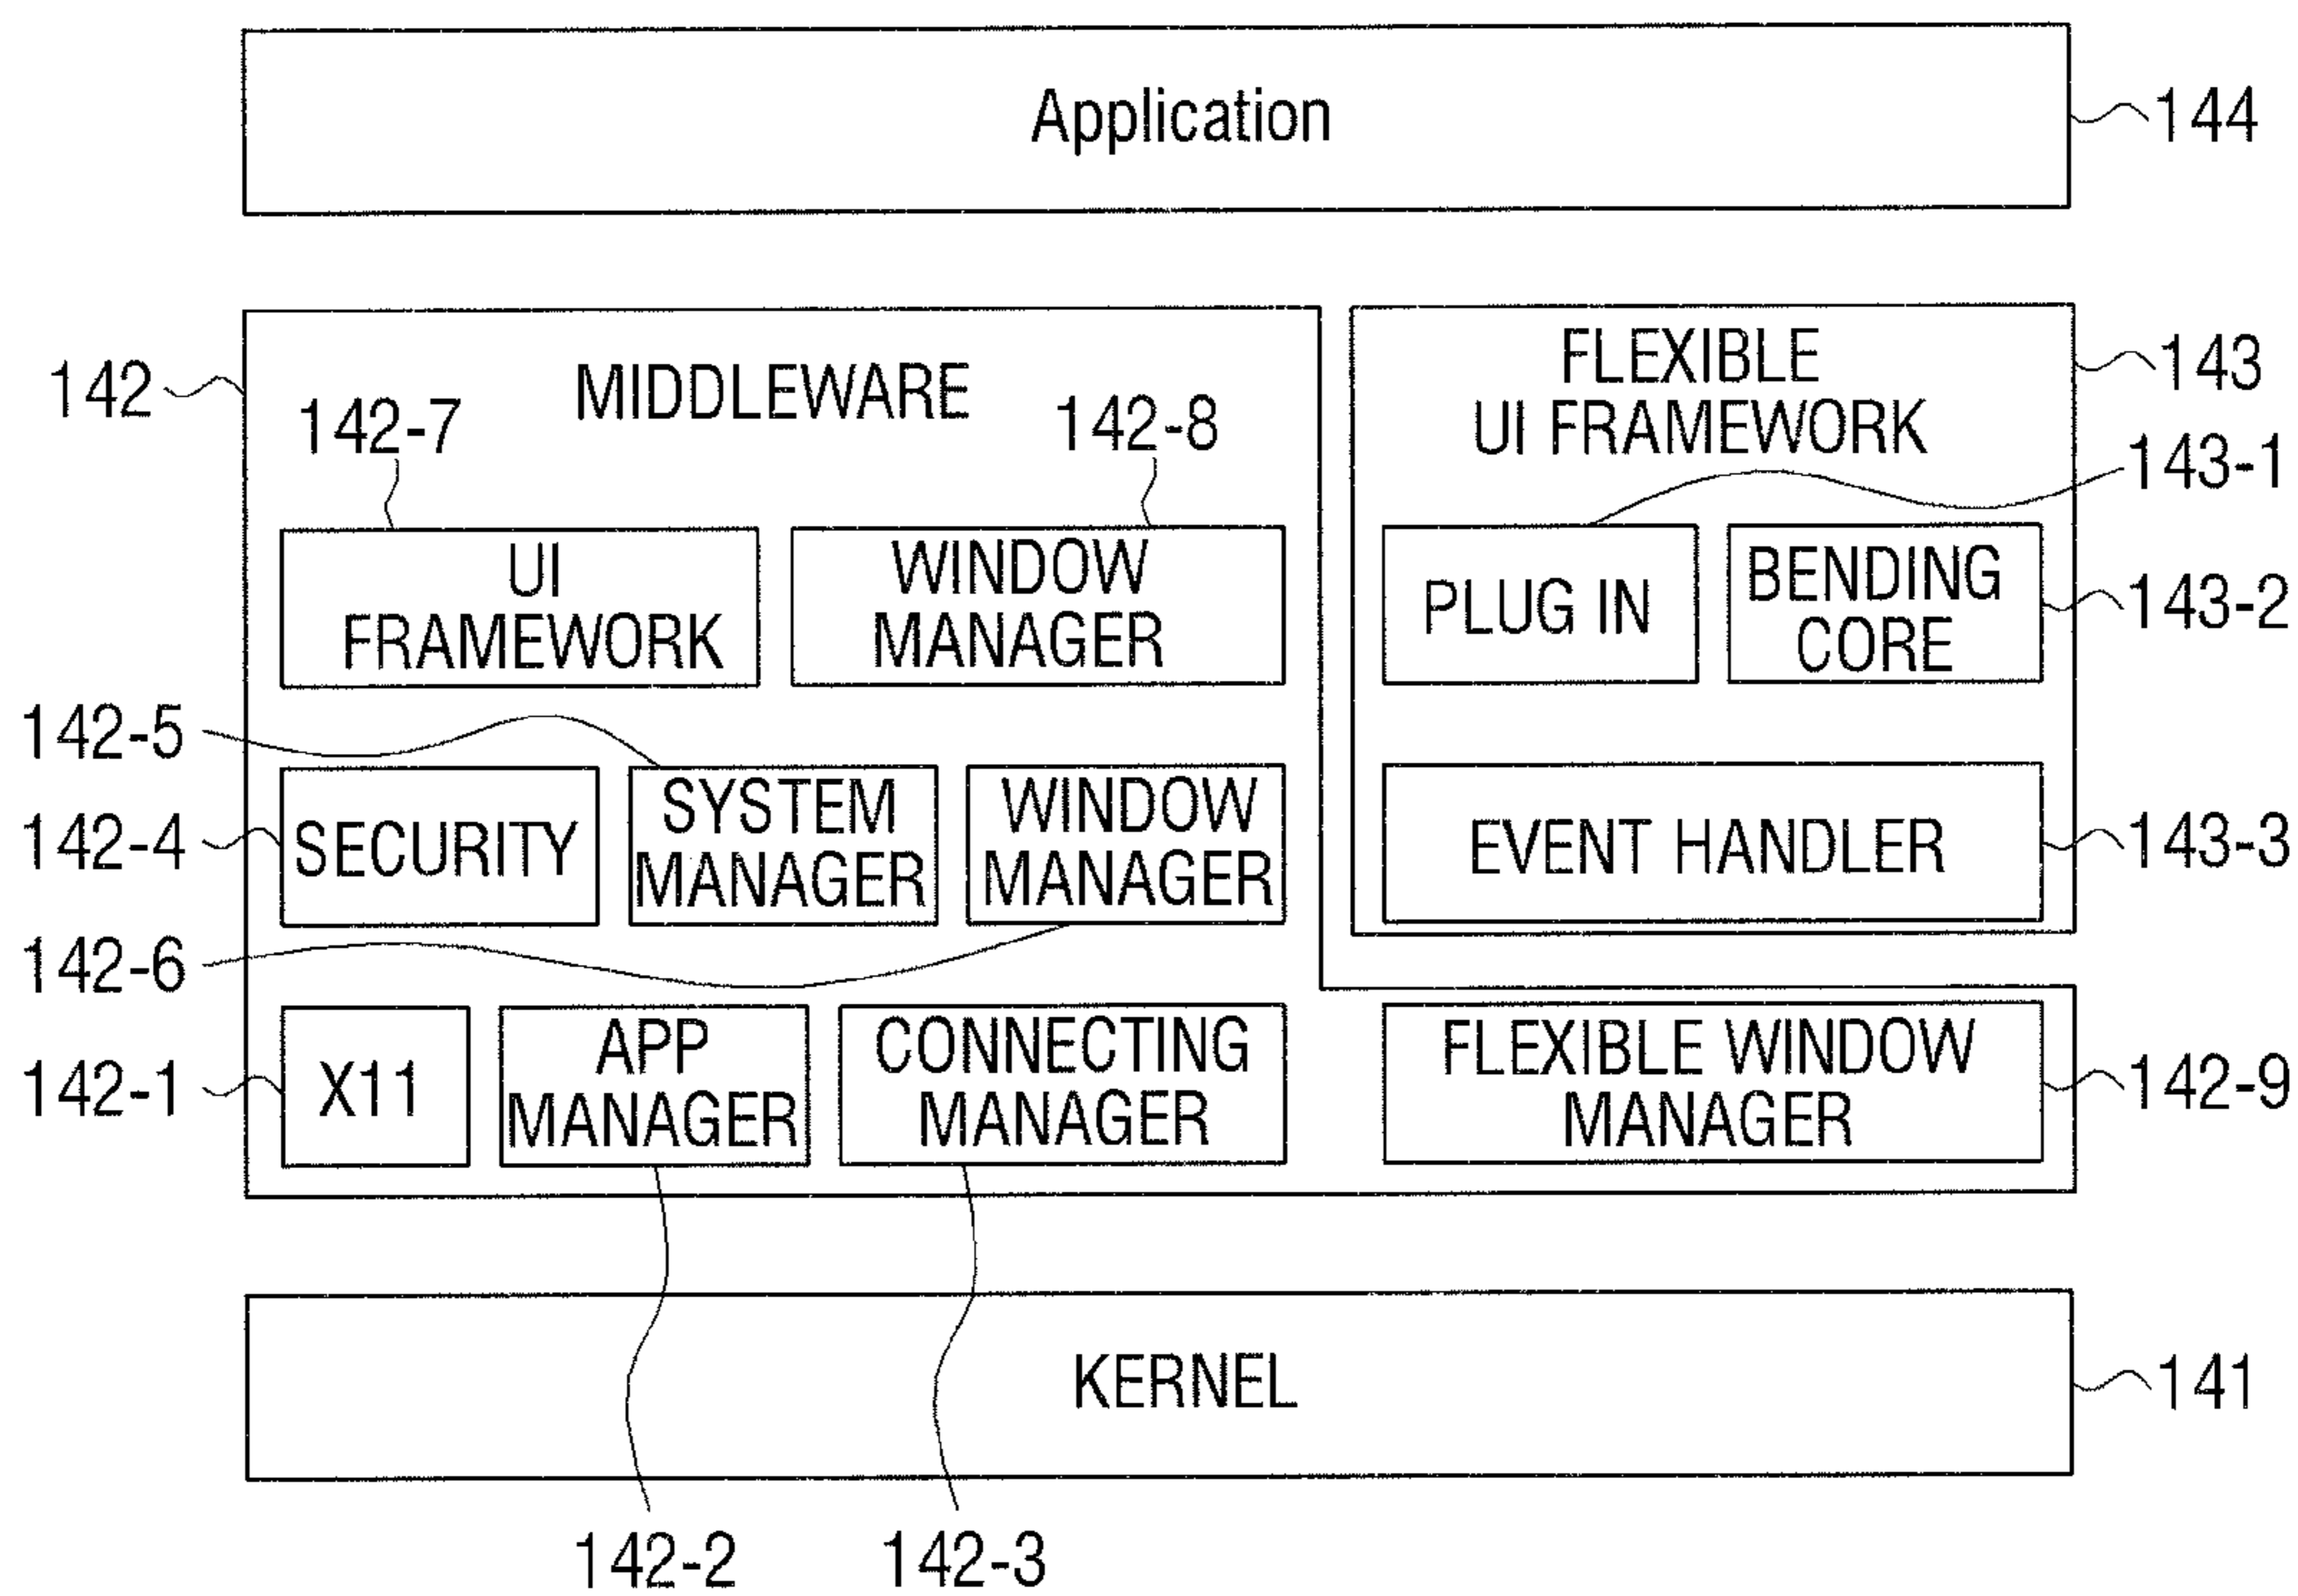 Application
144
142
MIDDLEWARE
142-7
142-8
FLEXIBLE
UI FRAMEWORK
143
143-1
UI
FRAMEWORK
WINDOW
MANAGER
PLUG IN
BENDING
CORE
143-2
142-5
142-4
SECURITY
SYSTEM
MANAGER
WINDOW
MANAGER
EVENT HANDLER
143-3
142-6
142-1
X11
APP
MANAGER
CONNECTING
MANAGER
FLEXIBLE WINDOW
MANAGER
142-9
KERNEL
141
142-2
142-3